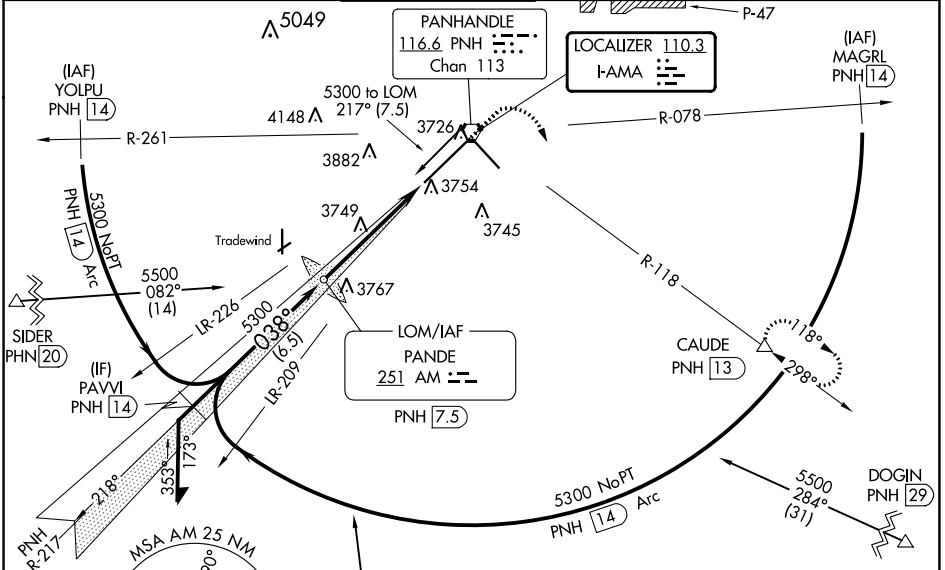 5049
P-47
PANHANDLE
116.6 PNH
Chan 113
LOCALIZER 110.3
I-AMA
(IAF)
YOLPU
PNH 14
(IAF)
MAGRL
PNH 14
5300 to LOM
217° (7.5)
4148
3726
R-261
R-078
3882
3754
3749
3745
5300 NoPT
PNH 14 Arc
Tradewind
R-118
5500
082°
(14)
SIDER
PHN 20
LR-226
5300
038°
(6.5)
3767
LR-209
LOM/IAF
PANDE
251 AM
PNH 7.5
CAUDE
PNH 13
118°
298°
(IF)
PAVVI
PNH 14
353°
173°
218°
PNH
R-217
5300 NoPT
PNH 14 Arc
5500
284°
(31)
DOGIN
PNH 29
MSA AM 25 NM
90°